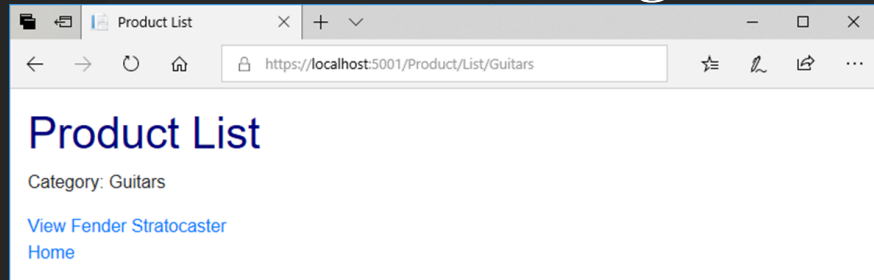 Product List
https://localhost:5001/Product/List/Guitars
Product List
Category: Guitars
View Fender Stratocaster
Home